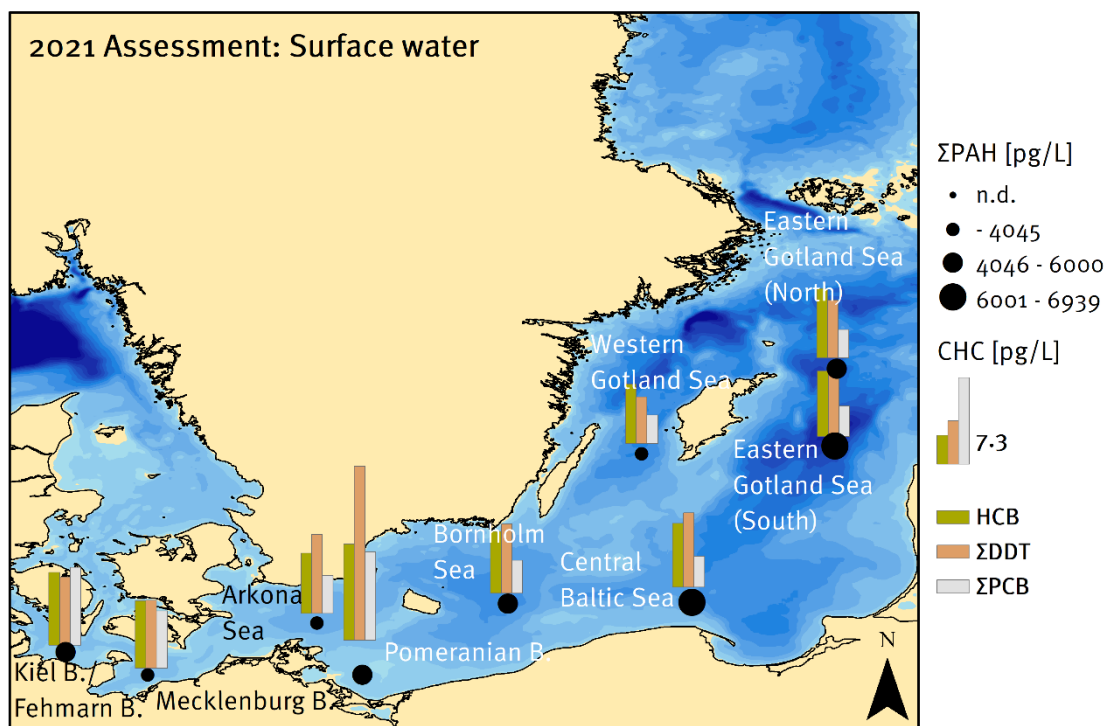 2021 Assessment: Surface water
Eastern
Gotland Sea
(North)
Western
Gotland Sea
Eastern
Gotland Sea
(South)
Bornholm
Sea
Central
Baltic Sea
Arkona
Sea
Pomeranian B.
Kiel B.
Fehmarn B.
Mecklenburg B.
N
ΣPAH [pg/L]
n.d.
- 4045
4046 - 6000
6001 - 6939
CHC [pg/L]
7.3
HCB
ΣDDT
ΣPCB